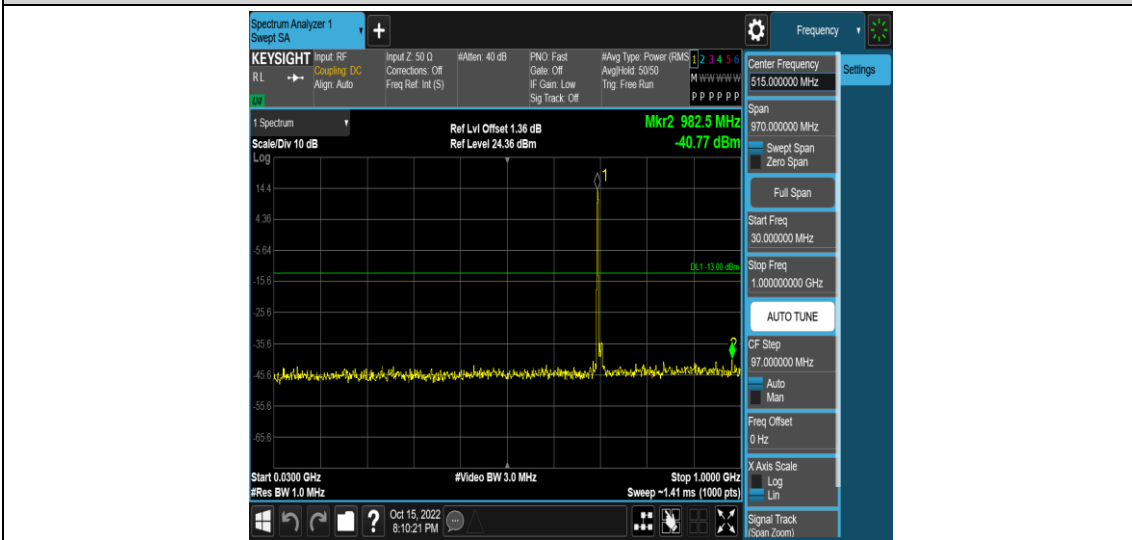 Spectrum Analyzer 1
Swept SA
+
Frequency
KEYSIGHT
RL
LXI
Input: RF
Coupling: DC
Align: Auto
Input Z: 50 Ω
Corrections: Off
Freq Ref: Int (S)
#Atten: 40 dB
PNO: Fast
Gate: Off
IF Gain: Low
Sig Track: Off
#Avg Type: Power (RMS
Avg|Hold: 50/50
Trig: Free Run
1 2 3 4 5 6
M W W W W W
P P P P P P
1 Spectrum
Scale/Div 10 dB
Log
Ref Lvl Offset 1.36 dB
Ref Level 24.36 dBm
Mkr2 982.5 MHz
-40.77 dBm
1
14.4
4.36
-5.64
DL1 -13.00 dBm
-15.6
-25.6
-35.6
2
-45.6
-55.6
-65.6
Start 0.0300 GHz
#Res BW 1.0 MHz
#Video BW 3.0 MHz
Stop 1.0000 GHz
Sweep ~1.41 ms (1000 pts)
Center Frequency
515.000000 MHz
Settings
Span
970.000000 MHz
Swept Span
Zero Span
Full Span
Start Freq
30.000000 MHz
Stop Freq
1.000000000 GHz
AUTO TUNE
CF Step
97.000000 MHz
Auto
Man
Freq Offset
0 Hz
X Axis Scale
Log
Lin
Signal Track
(Span Zoom)
?
Oct 15, 2022
8:10:21 PM